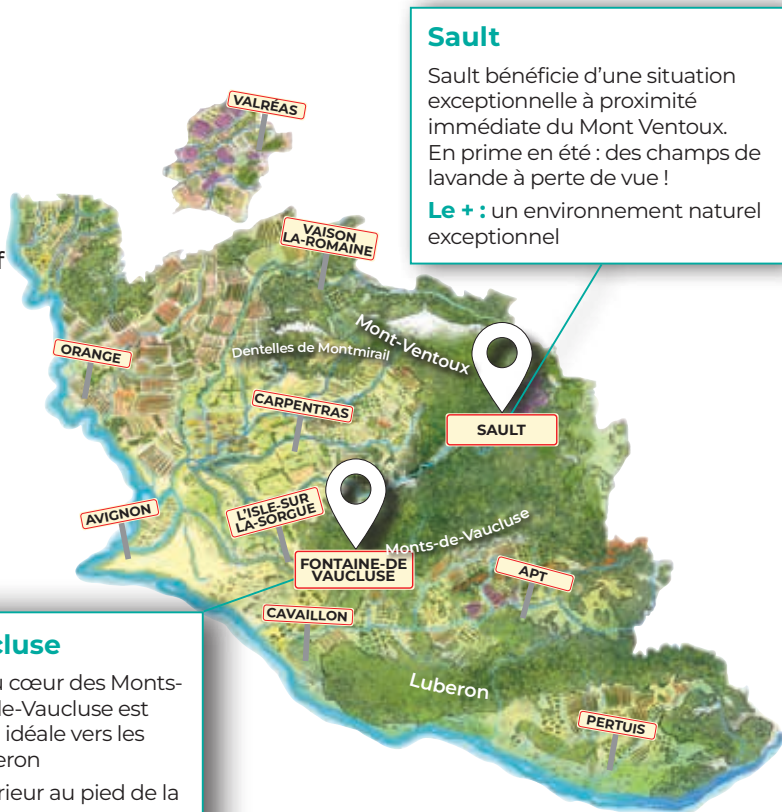 Sault
Sault bénéficie d'une situation
exceptionnelle à proximité
immédiate du Mont Ventoux.
En prime en été : des champs de
lavande à perte de vue !
Le + : un environnement naturel
exceptionnel
VALRÉAS
VAISON
LA-ROMAINE
f
Mont-Ventoux
Dentelles de Montmirail
ORANGE
CARPENTRAS
SAULT
L'ISLE-SUR
LA-SORGUE
AVIGNON
Monts-de-Vaucluse
FONTAINE-DE
VAUCLUSE
APT
CAVAILLON
Luberon
PERTUIS
cluse
u cœur des Monts-
de-Vaucluse est
idéale vers les
eron
rieur au pied de la